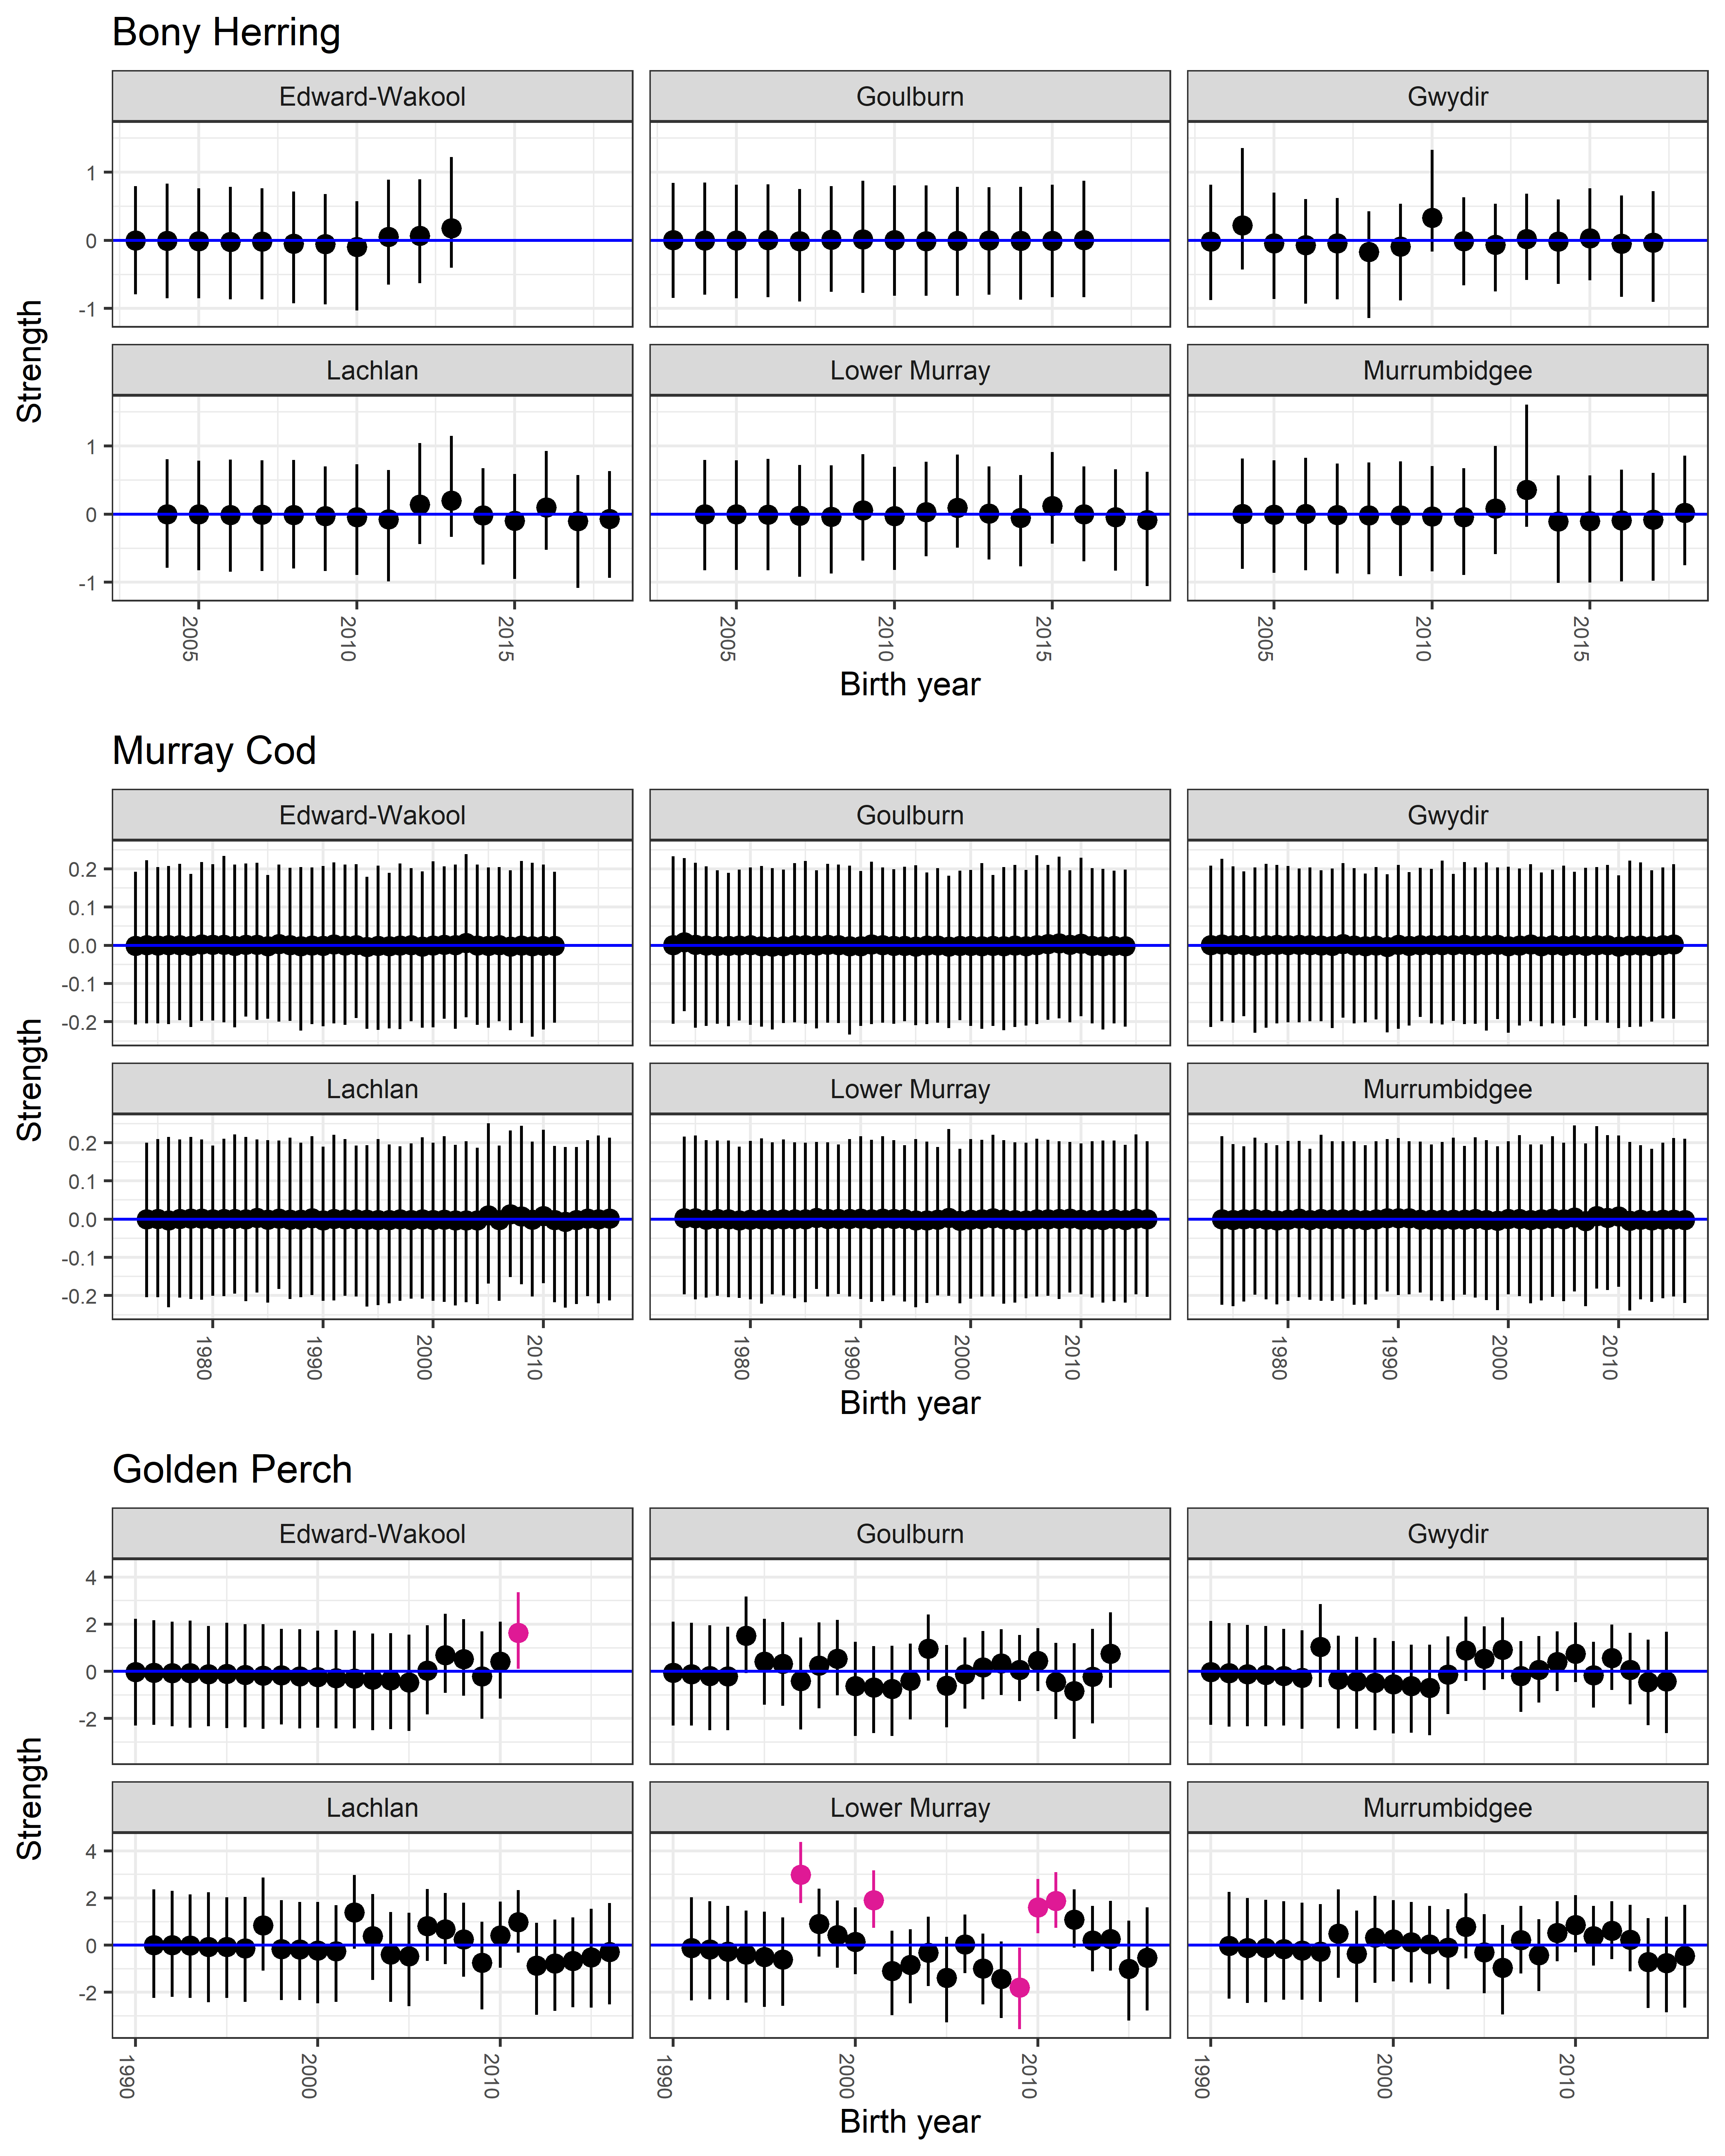 Bony Herring
Edward-Wakool Goulburn Gwydir
1
0
-1
Strength
Lachlan Lower Murray Murrumbidgee
1
0
-1
2005 2010 2015 2005 2010 2015 2005 2010 2015
Birth year
Murray Cod
Edward-Wakool Goulburn Gwydir
0.2
0.1
0.0
-0.1
-0.2
Strength
Lachlan Lower Murray Murrumbidgee
0.2
0.1
0.0
-0.1
-0.2
1980 1990 2000 2010 1980 1990 2000 2010 1980 1990 2000 2010
Birth year
Golden Perch
Edward-Wakool Goulburn Gwydir
4
2
0
-2
Strength
Lachlan Lower Murray Murrumbidgee
4
2
0
-2
1990 2000 2010 1990 2000 2010 1990 2000 2010
Birth year